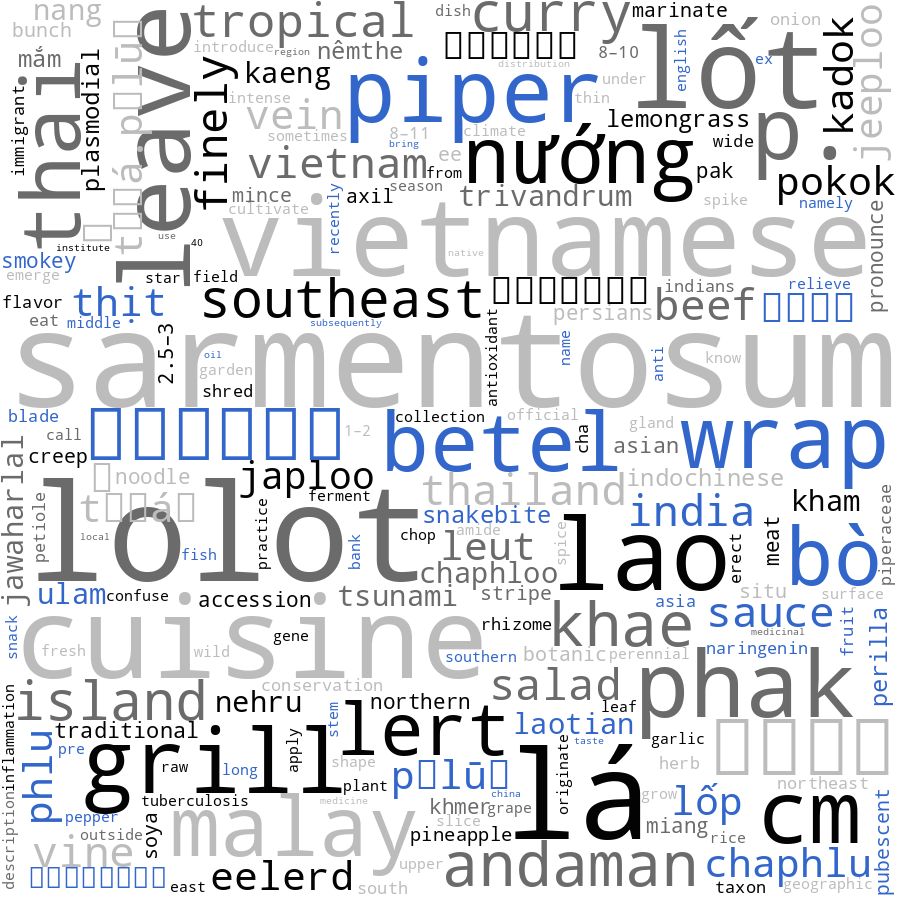 nang tropical dish curry marinate onion jeeploo
bunch introduce region nêmthe 8–10 lốt english ex .kadok
mắm thai leave finely kaeng distribution under
immigrant plasmodial intense piper thin
vein sometimes 8–11 bring climate lemongrass p
vietnam from ee nướng wide pak pokok
mince axil season trivandrum spike namely
cultivate recently vietnamese pronounce
institute use 40 native
smokey emerge star field indians relieve
flavor thit southeast persians beef
eat middle subsequently antioxidant name anti
sarmentosum
2.5–3 oil garden know
shred
blade collection official gland
call 1–2 betel cha asian wrap
creep japloo noodle indochinese
jawaharlal petiole ferment thailand kham
lolot snakebite india piperaceae
local practice fish bank chop amide leut spice lao erect meat bò
chaphloo
ulam confuse accession tsunami stripe situ surface
asia sauce
snack cuisine gene rhizome khae medicinal fruit perilla
fresh wild southern botanic perennial naringenin
conservation salad phak
island nehru northern leaf
inflammation traditional stem lert laotian
pre grill apply taste garlic
phlu raw long shape originate herb
plant lá northeast
description tuberculosis medicine china grow lốp cm
pepper khmer grape
outside soya malay slice pineapple miang rice pubescent
vine upper andaman chaphlu
east eelerd south taxon geographic